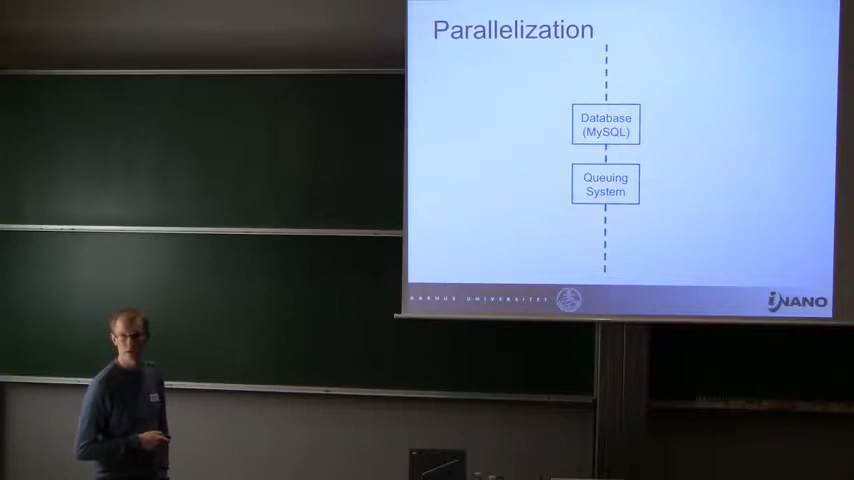 Parallelization
Database
(MySQL)
Queuing
System
AARHUS UNIVERSITET
iNANO